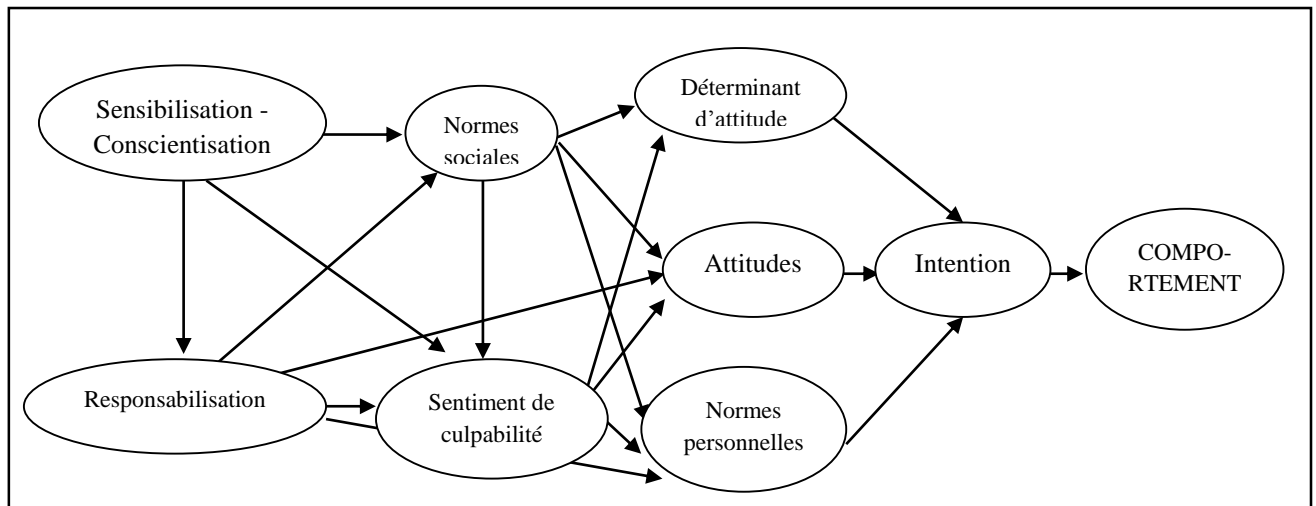 Sensibilisation -
Conscientisation
Normes
sociales
Déterminant
d'attitude
Attitudes
Intention
COMPO-
RTEMENT
Responsabilisation
Sentiment de
culpabilité
Normes
personnelles